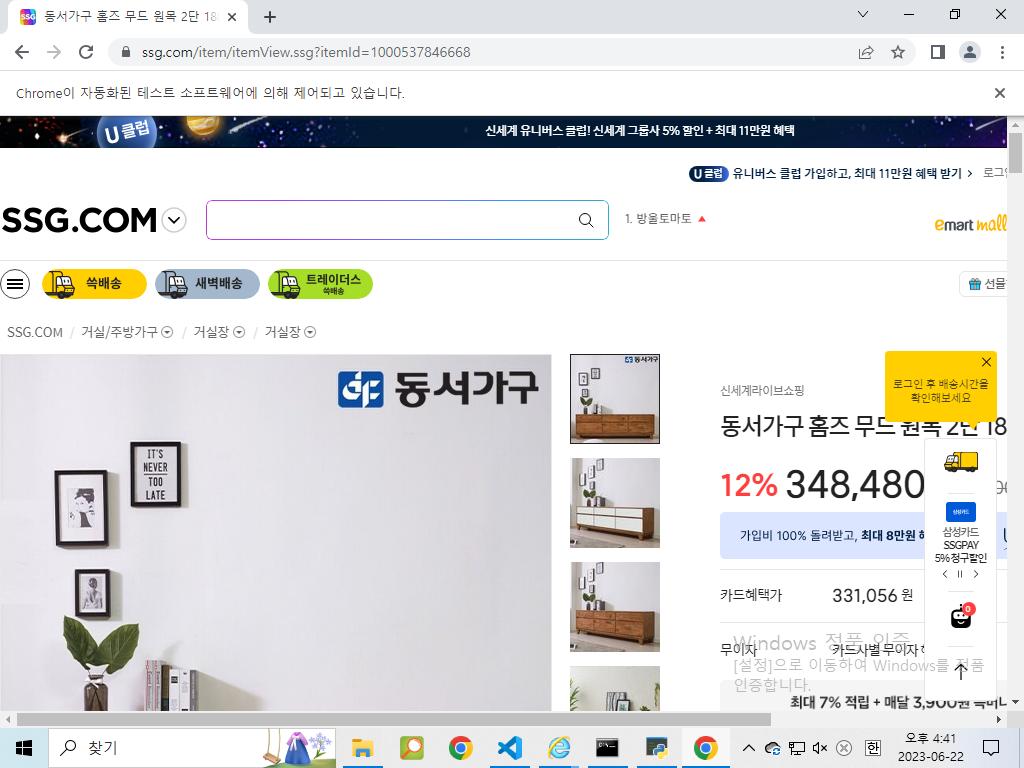 동서가구 홈즈 무드 원목 2단 18
ssg.com/item/itemView.ssg?itemId=1000537846668
Chrome이 자동화된 테스트 소프트웨어에 의해 제어되고 있습니다.
U 클럽
신세계 유니버스 클럽! 신세계 그룹사 5% 할인 + 최대 11만원 혜택
U 클럽 유니버스 클럽 가입하고, 최대 11만원 혜택 받기
SSG.COM
1. 방울토마토
emart mall
쓱배송
새벽배송
트레이더스
쓱배송
선물
SSG.COM / 거실/주방가구 / 거실장 / 거실장
동서가구
IT'S
NEVER
TOO
LATE
동서가구
로그인 후 배송시간을
확인해보세요
신세계라이브쇼핑
동서가구 홈즈 무드 원목 2단 18
12% 348,480
가입비 100% 돌려받고, 최대 8만원
삼성카드
삼성카드
SSGPAY
5% 청구할인
카드혜택가 331,056 원
0
무이자 카드사별 무이자
Windows 정품 인증
[설정]으로 이동하여 Windows를 정품
인증합니다.
최대 7% 적립 + 매달 3,900원
찾기
한
오후 4:41
2023-06-22